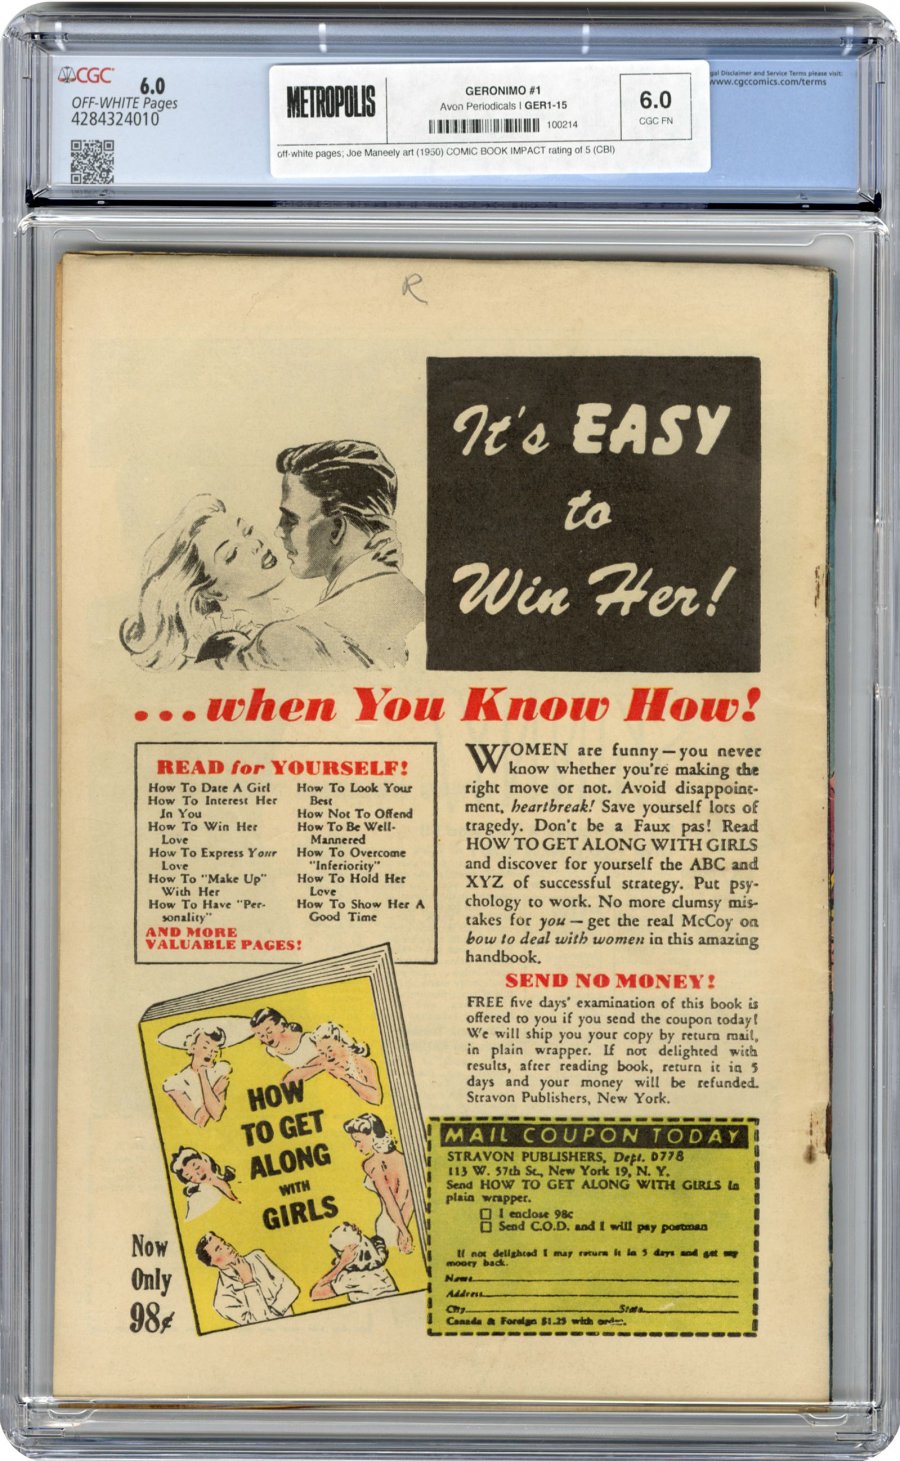 CGC
6.0
OFF-WHITE Pages
4284324010
METROPOLIS
GERONIMO #1
Avon Periodicals | GER1-15
100214
6.0
CGC FN
off-white pages; Joe Maneely art (1950) COMIC BOOK IMPACT rating of 5 (CBI)
gal Disclaimer and Service Terms please visit:
www.cgccomics.com/terms
R
It's EASY
to
Win Her!
...when You Know How!
READ for YOURSELF!
How To Date A Girl
How To Interest Her
In You
How To Win Her
Love
How To Express Your
Love
How To "Make Up"
With Her
How To Have "Per-
sonality"
How To Look Your
Best
How Not To Offend
How To Be Well-
Mannered
How To Overcome
"Inferiority"
How To Hold Her
Love
How To Show Her A
Good Time
AND MORE
VALUABLE PAGES!
WOMEN are funny—you never
know whether you're making the
right move or not. Avoid disappoint-
ment, heartbreak! Save yourself lots of
tragedy. Don't be a Faux pas! Read
HOW TO GET ALONG WITH GIRLS
and discover for yourself the ABC and
XYZ of successful strategy. Put psy-
chology to work. No more clumsy mis-
takes for you — get the real McCoy on
how to deal with women in this amazing
handbook.
SEND NO MONEY!
FREE five days' examination of this book is
offered to you if you send the coupon today!
We will ship you your copy by return mail,
in plain wrapper. If not delighted with
results, after reading book, return it in 5
days and your money will be refunded.
Stravon Publishers, New York.
HOW
TO GET
ALONG
WITH
GIRLS
Now
Only
98¢
MAIL COUPON TODAY
STRAVON PUBLISHERS, Dept. D778
113 W. 57th St., New York 19, N. Y.
Send HOW TO GET ALONG WITH GIRLS in
plain wrapper.
I enclose 98c
Send C.O.D. and I will pay postman
If not delighted I may return it in 5 days and get my
money back.
Name
Address
City State
Canada & Foreign $1.25 with order.